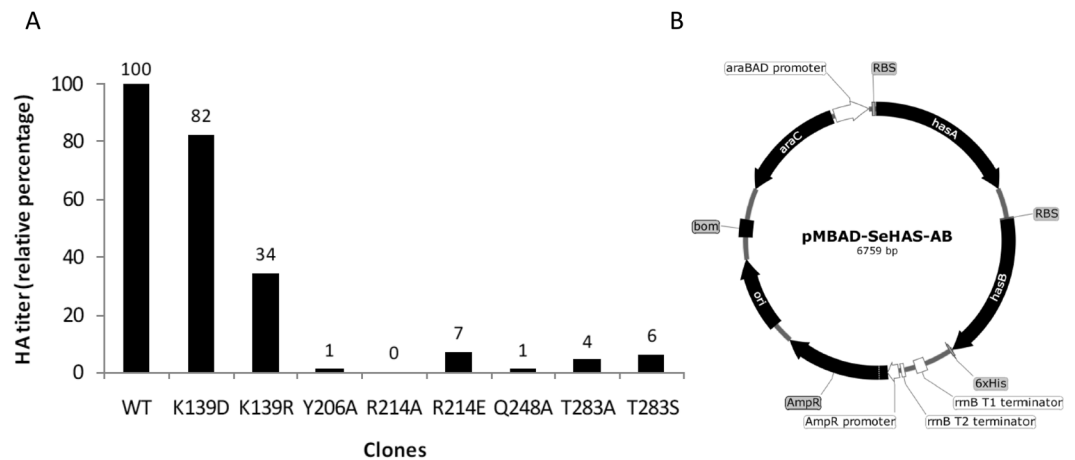 A
HA titer (relative percentage)
100
80
60
40
20
0
100
82
34
1
0
7
1
4
6
WT K139D K139R Y206A R214A R214E Q248A T283A T283S
Clones
B
araBAD promoter
RBS
araC
hasA
RBS
bom
pMBAD-SeHAS-AB
6759 bp
hasB
ori
6xHis
AmpR
rrnB T1 terminator
AmpR promoter
rrnB T2 terminator